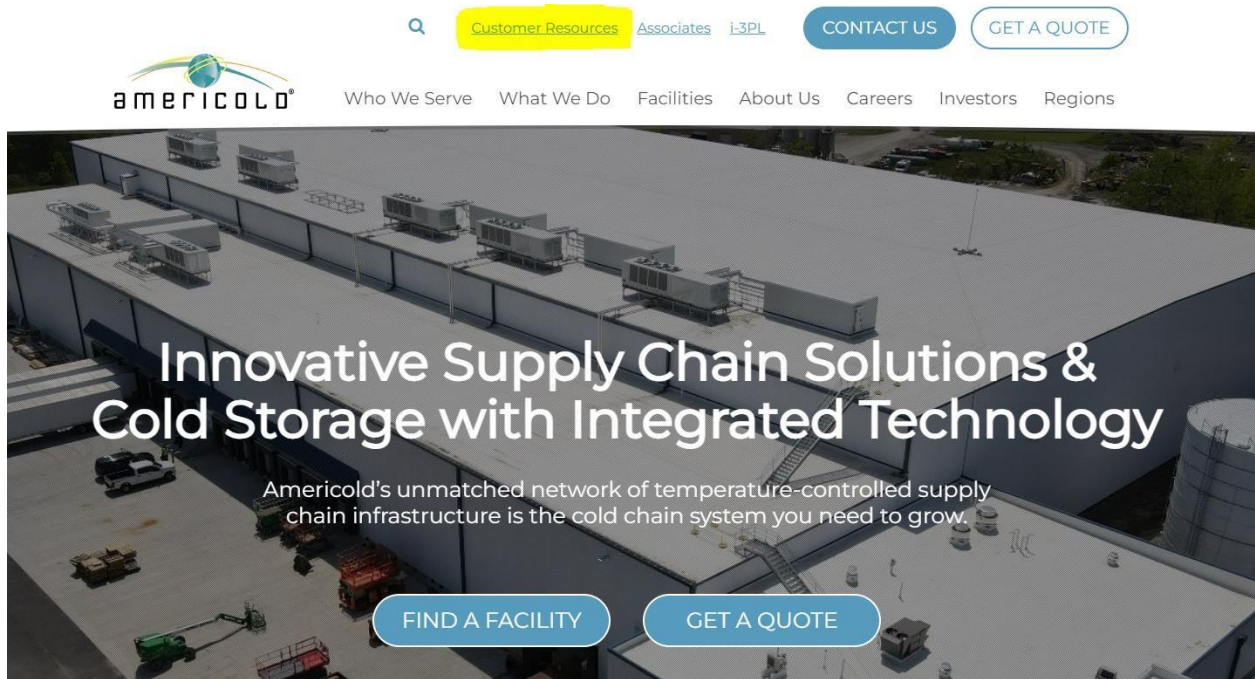 Customer Resources Associates i-3PL CONTACT US GET A QUOTE
americold®
Who We Serve What We Do Facilities About Us Careers Investors Regions
Innovative Supply Chain Solutions &
Cold Storage with Integrated Technology
Americold's unmatched network of temperature-controlled supply
chain infrastructure is the cold chain system you need to grow.
FIND A FACILITY GET A QUOTE